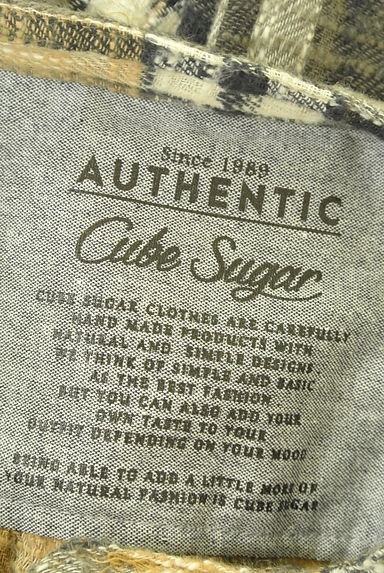 Since 1989
AUTHENTIC
Cube Sugar
CUBE SUGAR CLOTHES ARE CAREFULLY
HAND MADE PRODUCTS WITH
NATURAL AND SIMPLE DESIGNS.
WE THINK OF SIMPLE AND BASIC
AS THE BEST FASHION
BUT YOU CAN ALSO ADD YOUR
OWN TASTE TO YOUR
OUTFIT DEPENDING ON YOUR MOOD.
BEING ABLE TO ADD A LITTLE MORE OF
YOUR NATURAL FASHION IS CUBE SUGAR